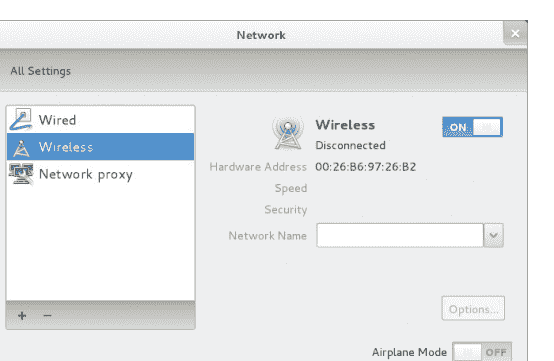 Network
All Settings
Wired
Wireless
Network proxy
Wireless
ON
Disconnected
Hardware Address 00:26:B6:97:26:B2
Speed
Security
Network Name
Options...
Airplane Mode OFF